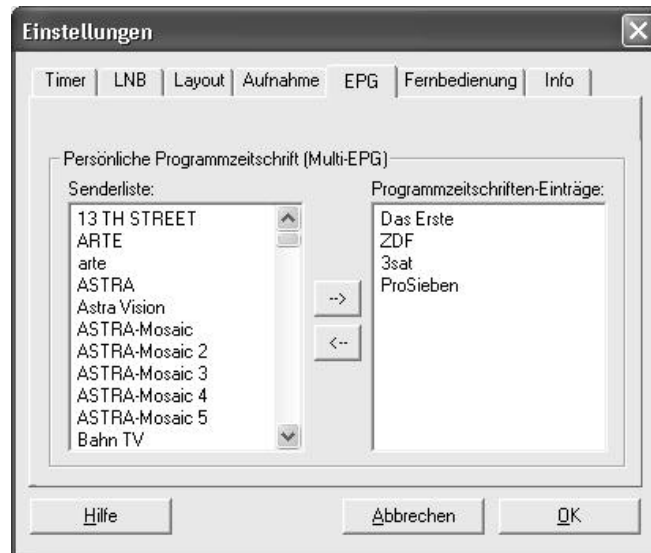 Einstellungen
Timer LNB Layout Aufnahme EPG Fernbedienung Info
Persönliche Programmzeitschrift (Multi-EPG)
Senderliste:
13 TH STREET
ARTE
arte
ASTRA
Astra Vision
ASTRA-Mosaic
ASTRA-Mosaic 2
ASTRA-Mosaic 3
ASTRA-Mosaic 4
ASTRA-Mosaic 5
Bahn TV
-->
<--
Programmzeitschriften-Einträge:
Das Erste
ZDF
3sat
ProSieben
Hilfe Abbrechen OK